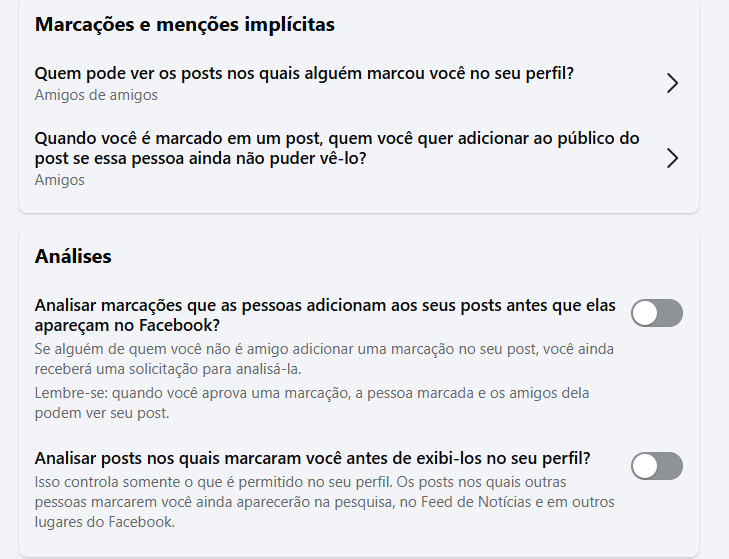 Marcações e menções implícitas
Quem pode ver os posts nos quais alguém marcou você no seu perfil?
Amigos de amigos
Quando você é marcado em um post, quem você quer adicionar ao público do
post se essa pessoa ainda não puder vê-lo?
Amigos
Análises
Analisar marcações que as pessoas adicionam aos seus posts antes que elas
apareçam no Facebook?
Se alguém de quem você não é amigo adicionar uma marcação no seu post, você ainda
receberá uma solicitação para analisá-la.
Lembre-se: quando você aprova uma marcação, a pessoa marcada e os amigos dela
podem ver seu post.
Analisar posts nos quais marcaram você antes de exibi-los no seu perfil?
Isso controla somente o que é permitido no seu perfil. Os posts nos quais outras
pessoas marcarem você ainda aparecerão na pesquisa, no Feed de Notícias e em outros
lugares do Facebook.